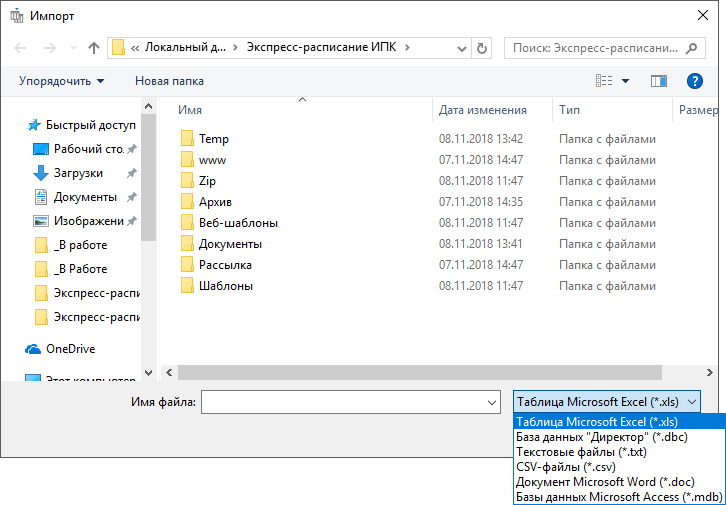 Импорт
« Локальный д... > Экспресс-расписание ИПК >
Поиск: Экспресс-расписани...
Упорядочить
Новая папка
?
Имя
Дата изменения
Тип
Размер
Быстрый доступ
Рабочий сто.
Загрузки
Документы
Изображени
_В работе
_В Работе
Экспресс-распи
Экспресс-распи
OneDrive
Этот компьютер
Temp 08.11.2018 13:42 Папка с файлами
www 07.11.2018 14:47 Папка с файлами
Zip 08.11.2018 11:47 Папка с файлами
Архив 07.11.2018 14:35 Папка с файлами
Веб-шаблоны 08.11.2018 11:47 Папка с файлами
Документы 08.11.2018 13:41 Папка с файлами
Рассылка 07.11.2018 14:47 Папка с файлами
Шаблоны 08.11.2018 11:47 Папка с файлами
Имя файла:
Таблица Microsoft Excel (*.xls)
Таблица Microsoft Excel (*.xls)
База данных "Директор" (*.dbc)
Текстовые файлы (*.txt)
CSV-файлы (*.csv)
Документ Microsoft Word (*.doc)
Базы данных Microsoft Access (*.mdb)